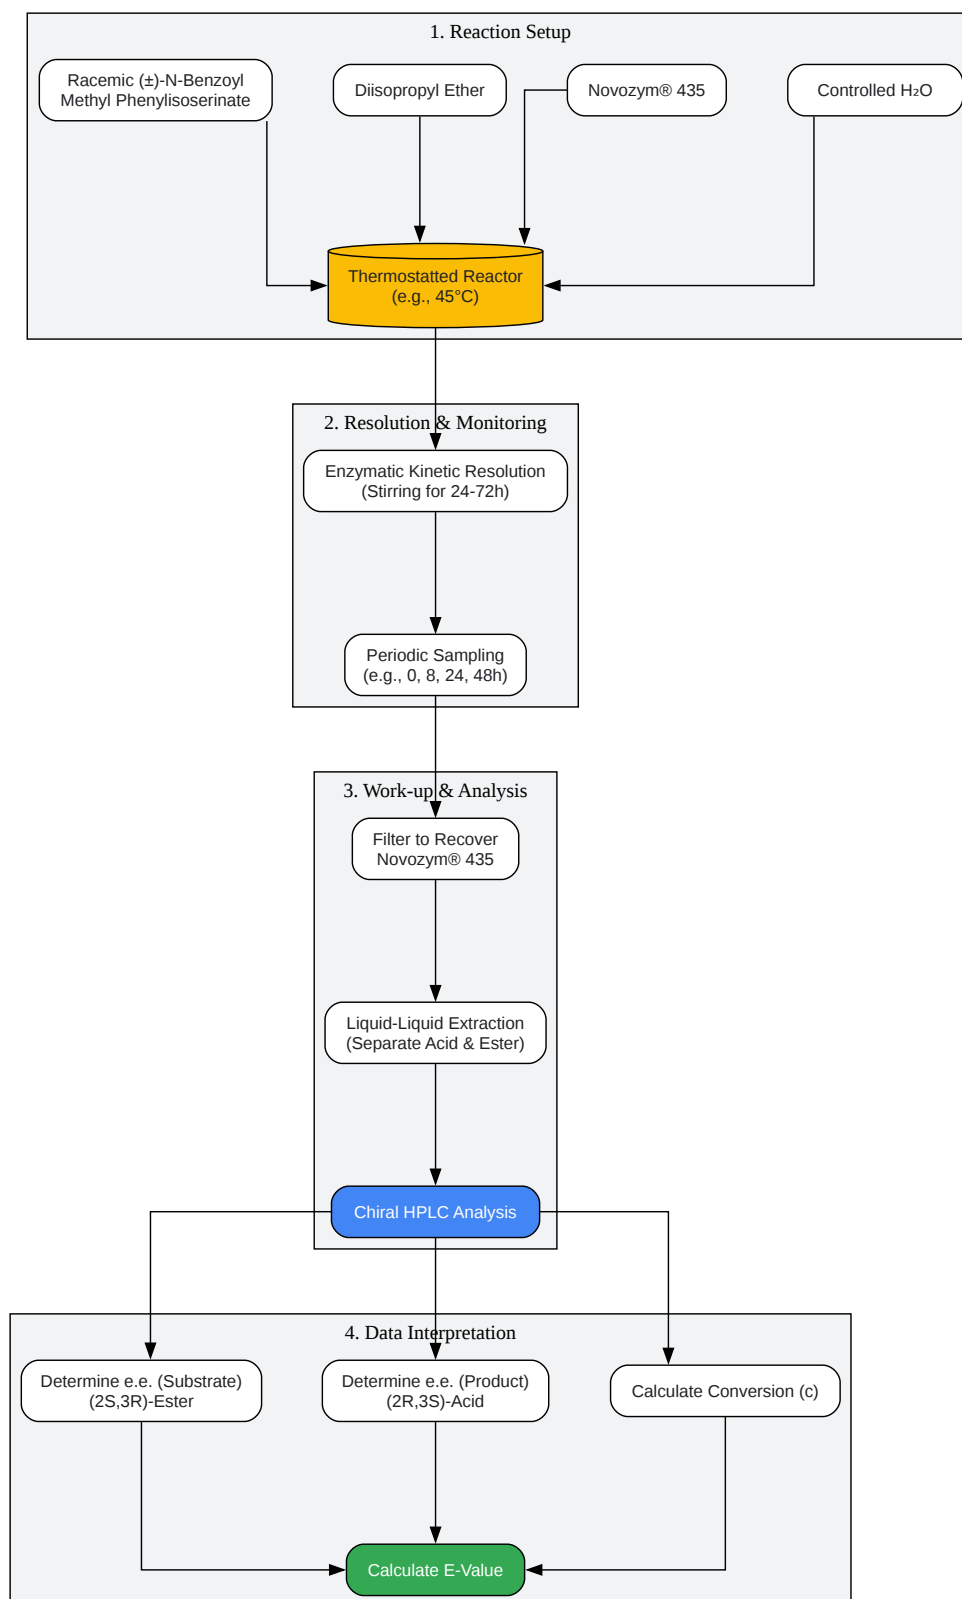 1. Reaction Setup
Racemic (±)-N-Benzoyl
Methyl Phenylisoserinate
Diisopropyl Ether
Novozym® 435
Controlled H₂O
Thermostatted Reactor
(e.g., 45°C)
2. Resolution & Monitoring
Enzymatic Kinetic Resolution
(Stirring for 24-72h)
Periodic Sampling
(e.g., 0, 8, 24, 48h)
3. Work-up & Analysis
Filter to Recover
Novozym® 435
Liquid-Liquid Extraction
(Separate Acid & Ester)
Chiral HPLC Analysis
4. Data Interpretation
Determine e.e. (Substrate)
(2S,3R)-Ester
Determine e.e. (Product)
(2R,3S)-Acid
Calculate Conversion (c)
Calculate E-Value